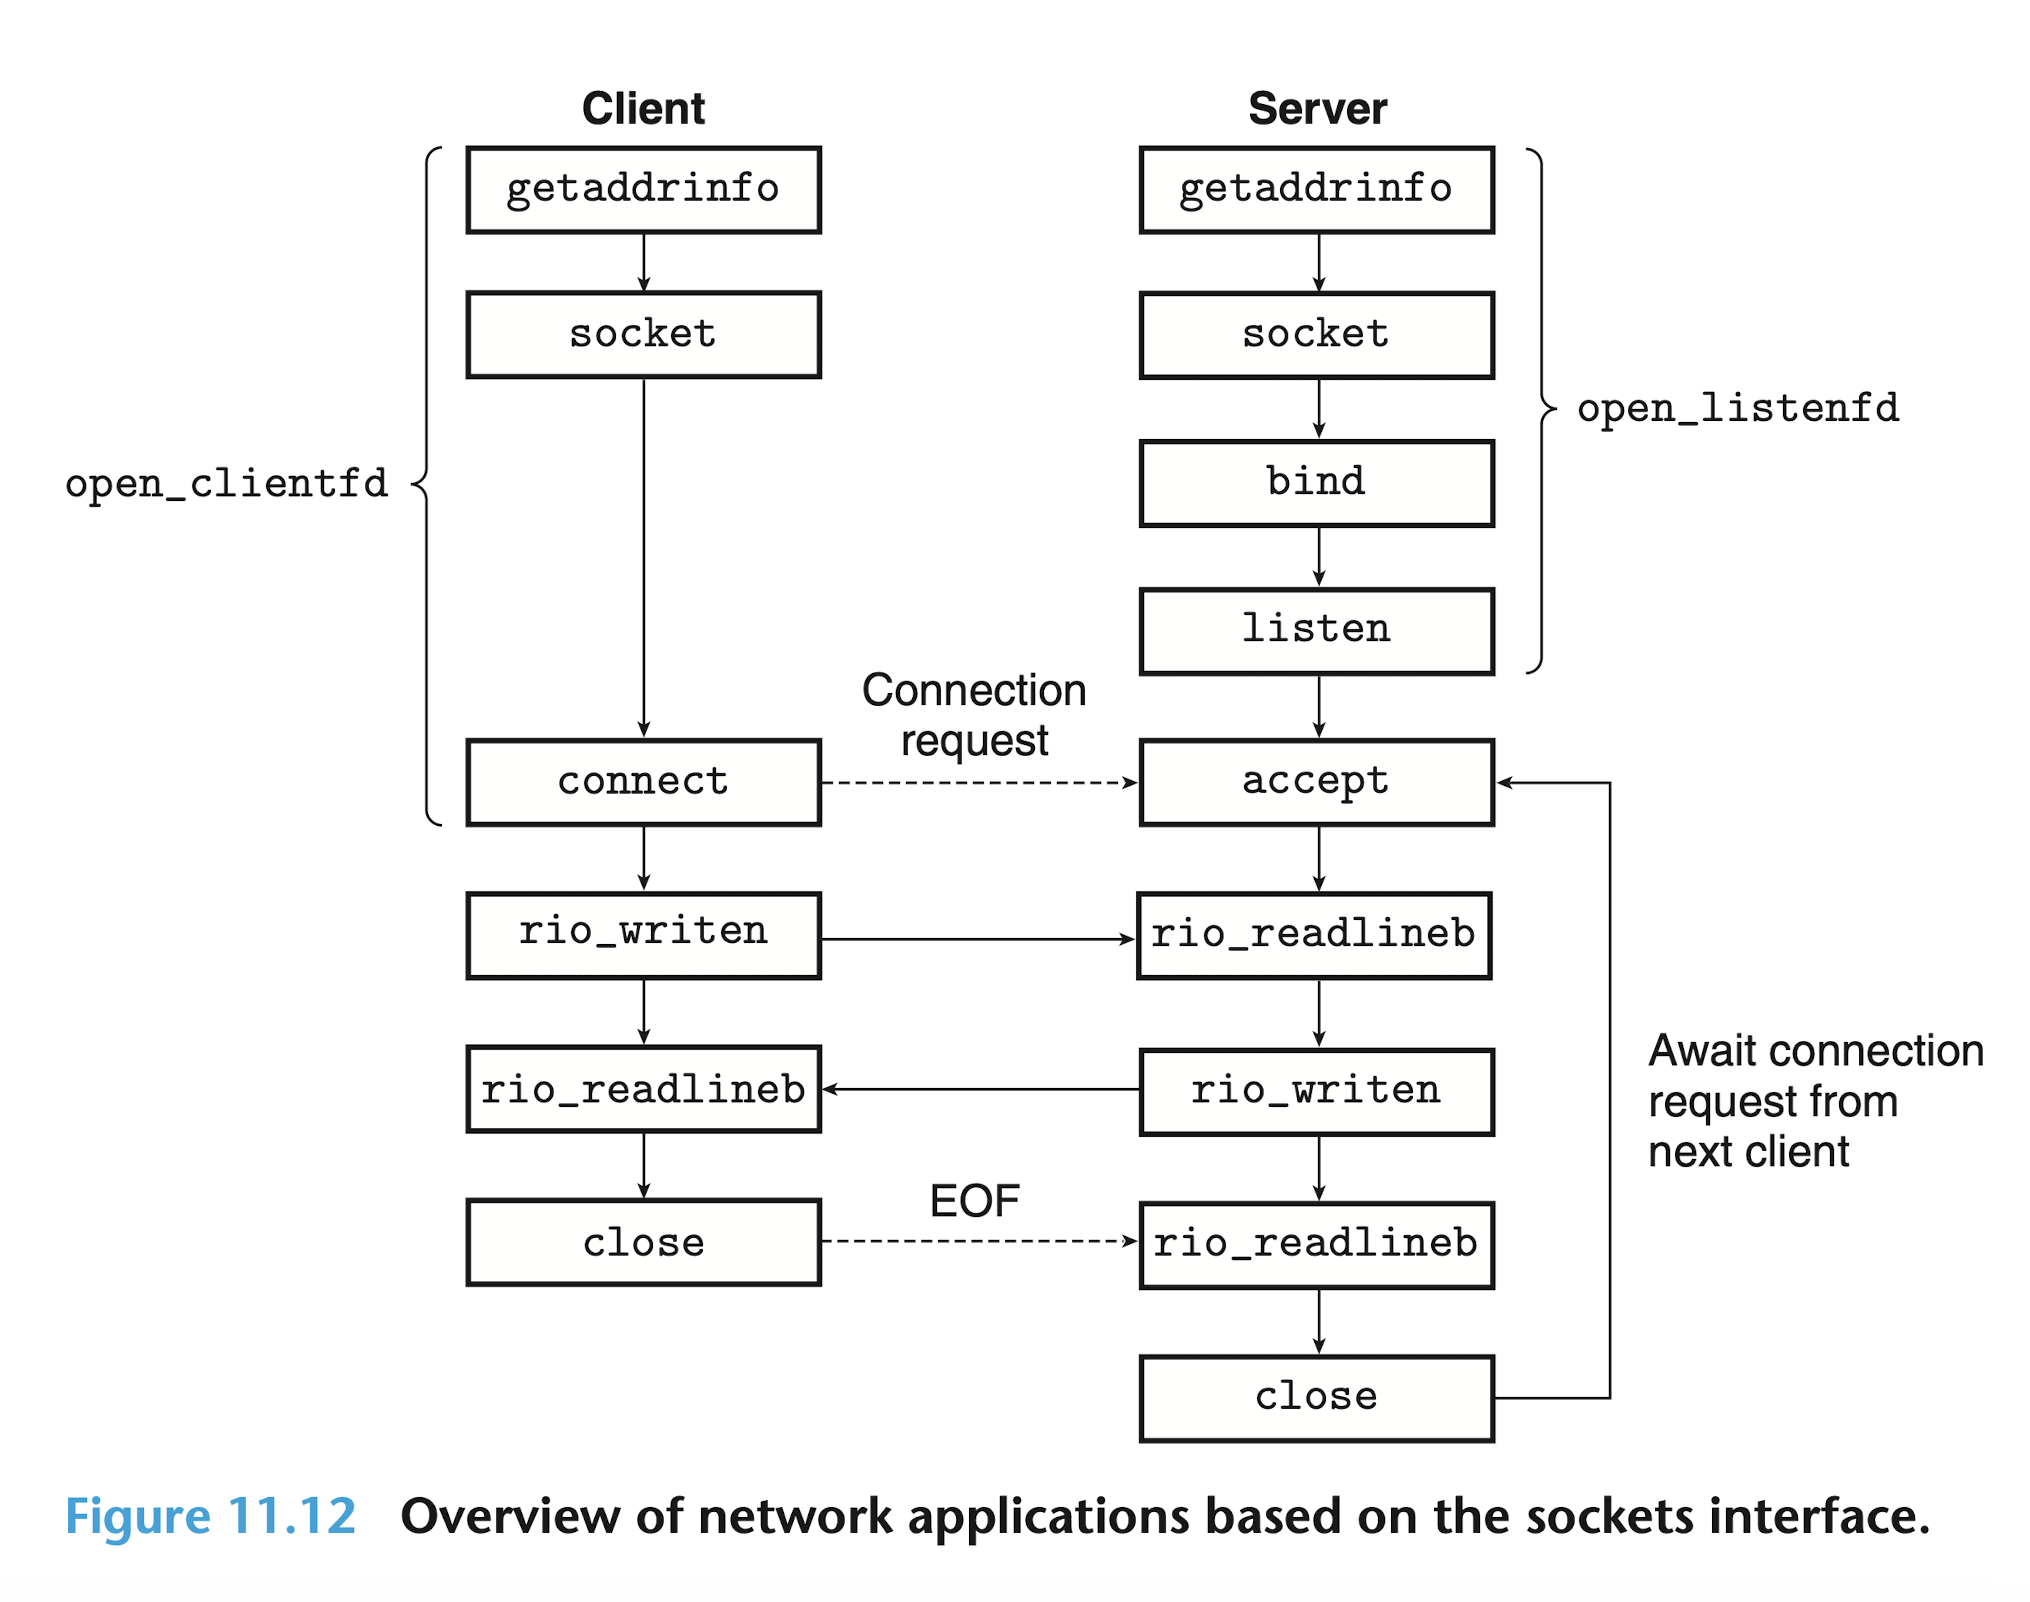 Client
Server
getaddrinfo
getaddrinfo
socket
socket
open_listenfd
open_clientfd
bind
listen
Connection
request
connect
accept
rio_writen
rio_readlineb
rio_readlineb
rio_writen
Await connection
request from
next client
EOF
close
rio_readlineb
close
Figure 11.12 Overview of network applications based on the sockets interface.